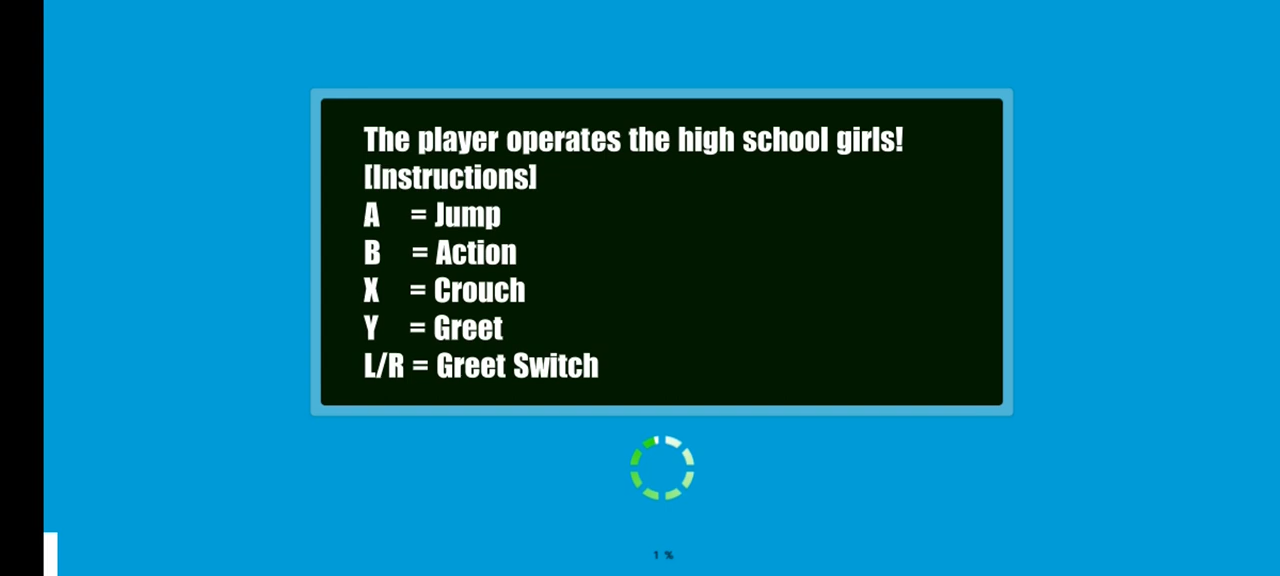 The player operates the high school girls!
[Instructions]
A = Jump
B = Action
X = Crouch
Y = Greet
L/R = Greet Switch
1 %